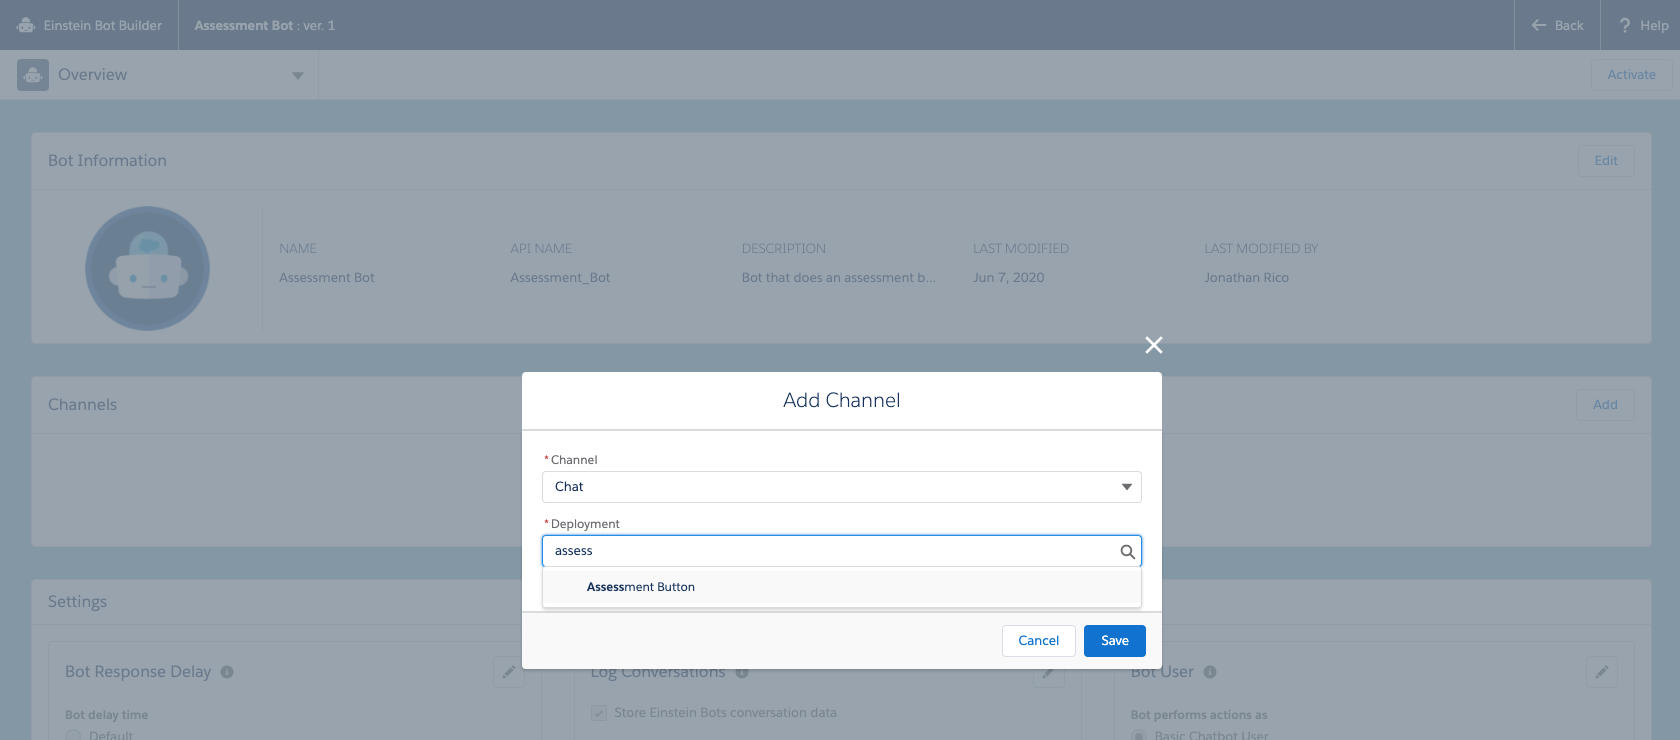 Einstein Bot Builder
Assessment Bot : ver. 1
Back
? Help
Overview
Activate
Bot Information
Edit
NAME
API NAME
DESCRIPTION
LAST MODIFIED
LAST MODIFIED BY
Assessment Bot
Assessment_Bot
Bot that does an assessment b...
Jun 7, 2020
Jonathan Rico
Channels
Add
Add Channel
*Channel
Chat
*Deployment
assess
Assessment Button
Cancel
Save
Settings
Bot Response Delay
Log Conversations
Bot User
Bot delay time
Store Einstein Bots conversation data
Bot performs actions as
Default
Basic Chatbot User